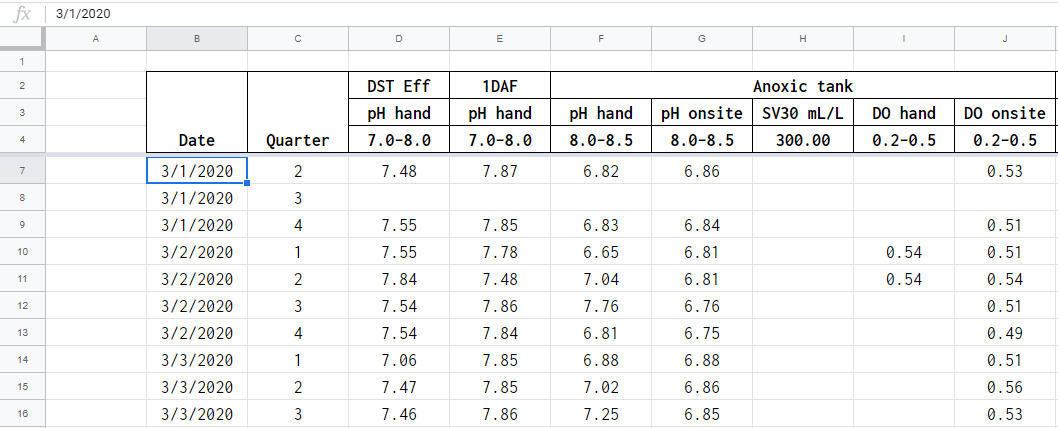 fx 3/1/2020
A B C D E F G H I J
1
2 DST Eff 1DAF Anoxic tank
3 pH hand pH hand pH hand pH onsite SV30 mL/L DO hand DO onsite
4 Date Quarter 7.0-8.0 7.0-8.0 8.0-8.5 8.0-8.5 300.00 0.2-0.5 0.2-0.5
7 3/1/2020 2 7.48 7.87 6.82 6.86 0.53
8 3/1/2020 3
9 3/1/2020 4 7.55 7.85 6.83 6.84 0.51
10 3/2/2020 1 7.55 7.78 6.65 6.81 0.54 0.51
11 3/2/2020 2 7.84 7.48 7.04 6.81 0.54 0.54
12 3/2/2020 3 7.54 7.86 7.76 6.76 0.51
13 3/2/2020 4 7.54 7.84 6.81 6.75 0.49
14 3/3/2020 1 7.06 7.85 6.88 6.88 0.51
15 3/3/2020 2 7.47 7.85 7.02 6.86 0.56
16 3/3/2020 3 7.46 7.86 7.25 6.85 0.53